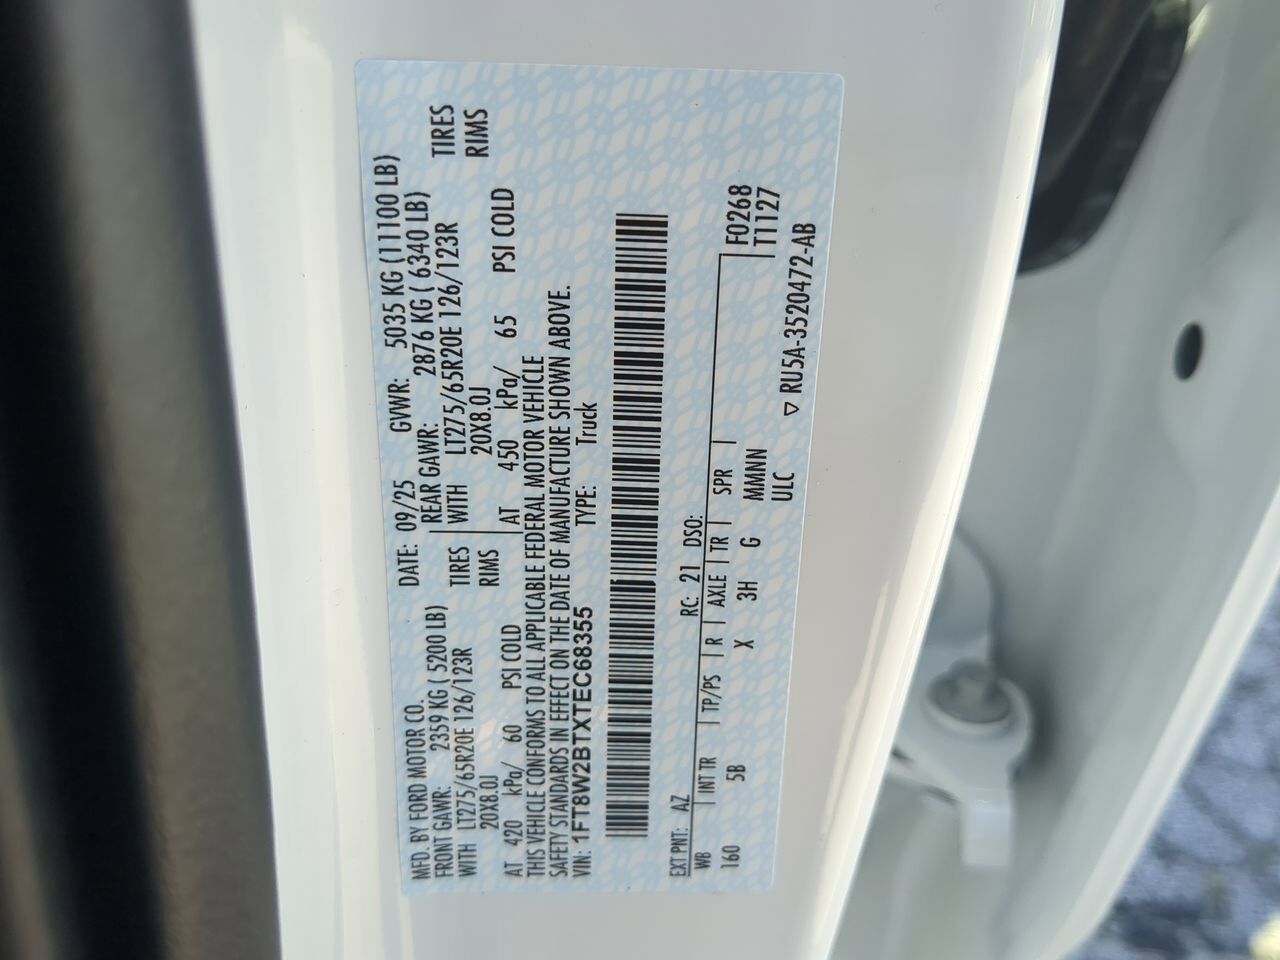 MFD. BY FORD MOTOR CO. DATE: 09/25 GVWR: 5035 KG (11100 LB)
FRONT GAWR: 2359 KG ( 5200 LB) REAR GAWR: 2876 KG ( 6340 LB)
WITH LT275/65R20E 126/123R TIRES WITH LT275/65R20E 126/123R TIRES
20X8.0J RIMS 20X8.0J RIMS
AT 420 kPa/ 60 PSI COLD AT 450 kPa/ 65 PSI COLD
THIS VEHICLE CONFORMS TO ALL APPLICABLE FEDERAL MOTOR VEHICLE
SAFETY STANDARDS IN EFFECT ON THE DATE OF MANUFACTURE SHOWN ABOVE.
VIN: 1FT8W2BTXTEC68355 TYPE: Truck
EXT PNT: AZ RC: 21 DSO:
WB INT TR TP/PS R AXLE TR SPR F0268
160 5B X 3H G MMNN T1127
ULC
▽ RU5A-3520472-AB